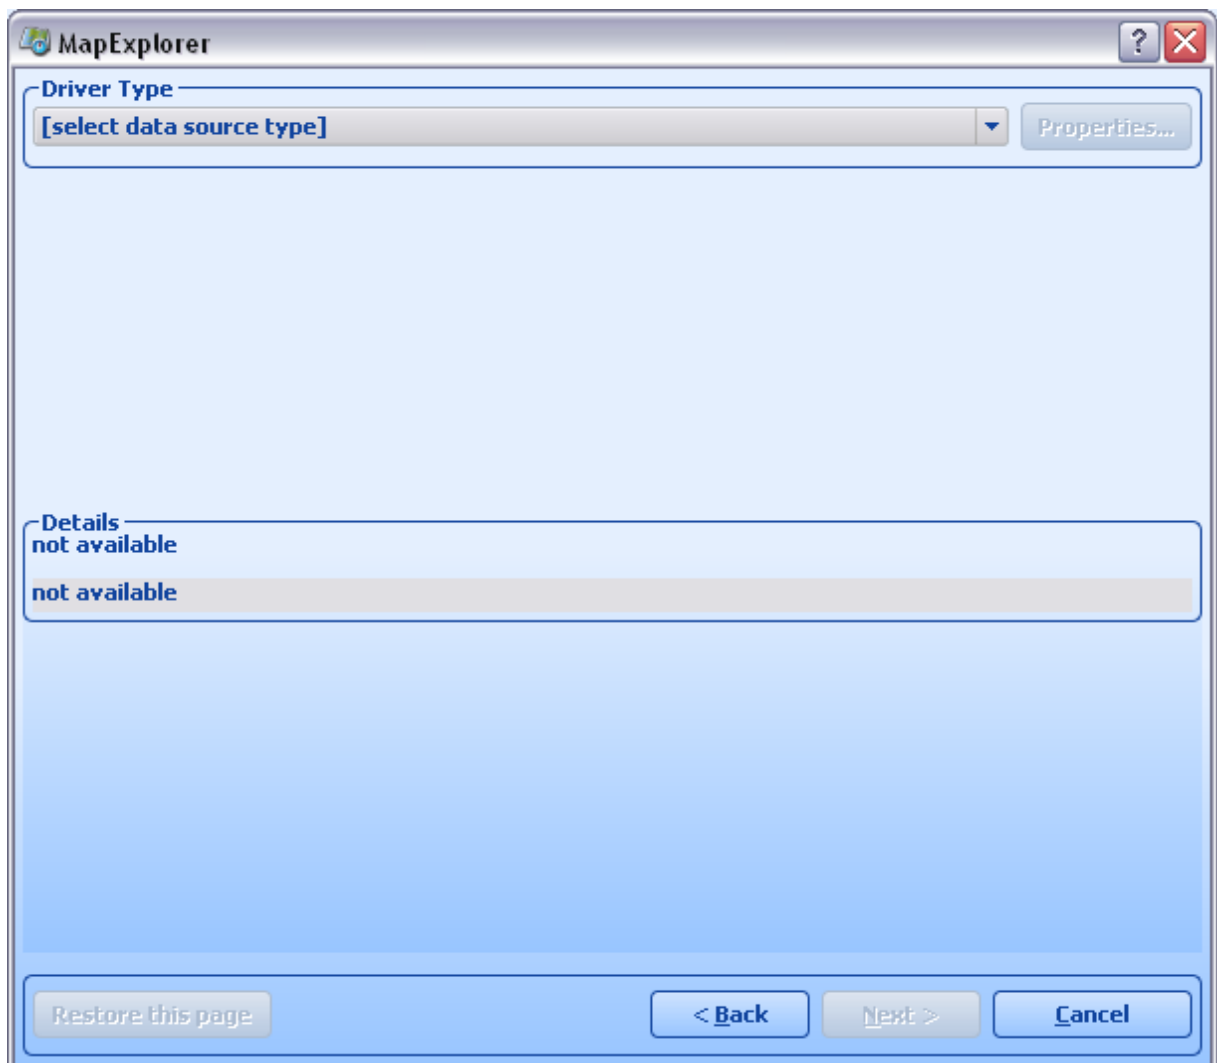 MapExplorer
Driver Type
[select data source type]
Properties...
Details
not available
not available
Restore this page
< Back
Next >
Cancel